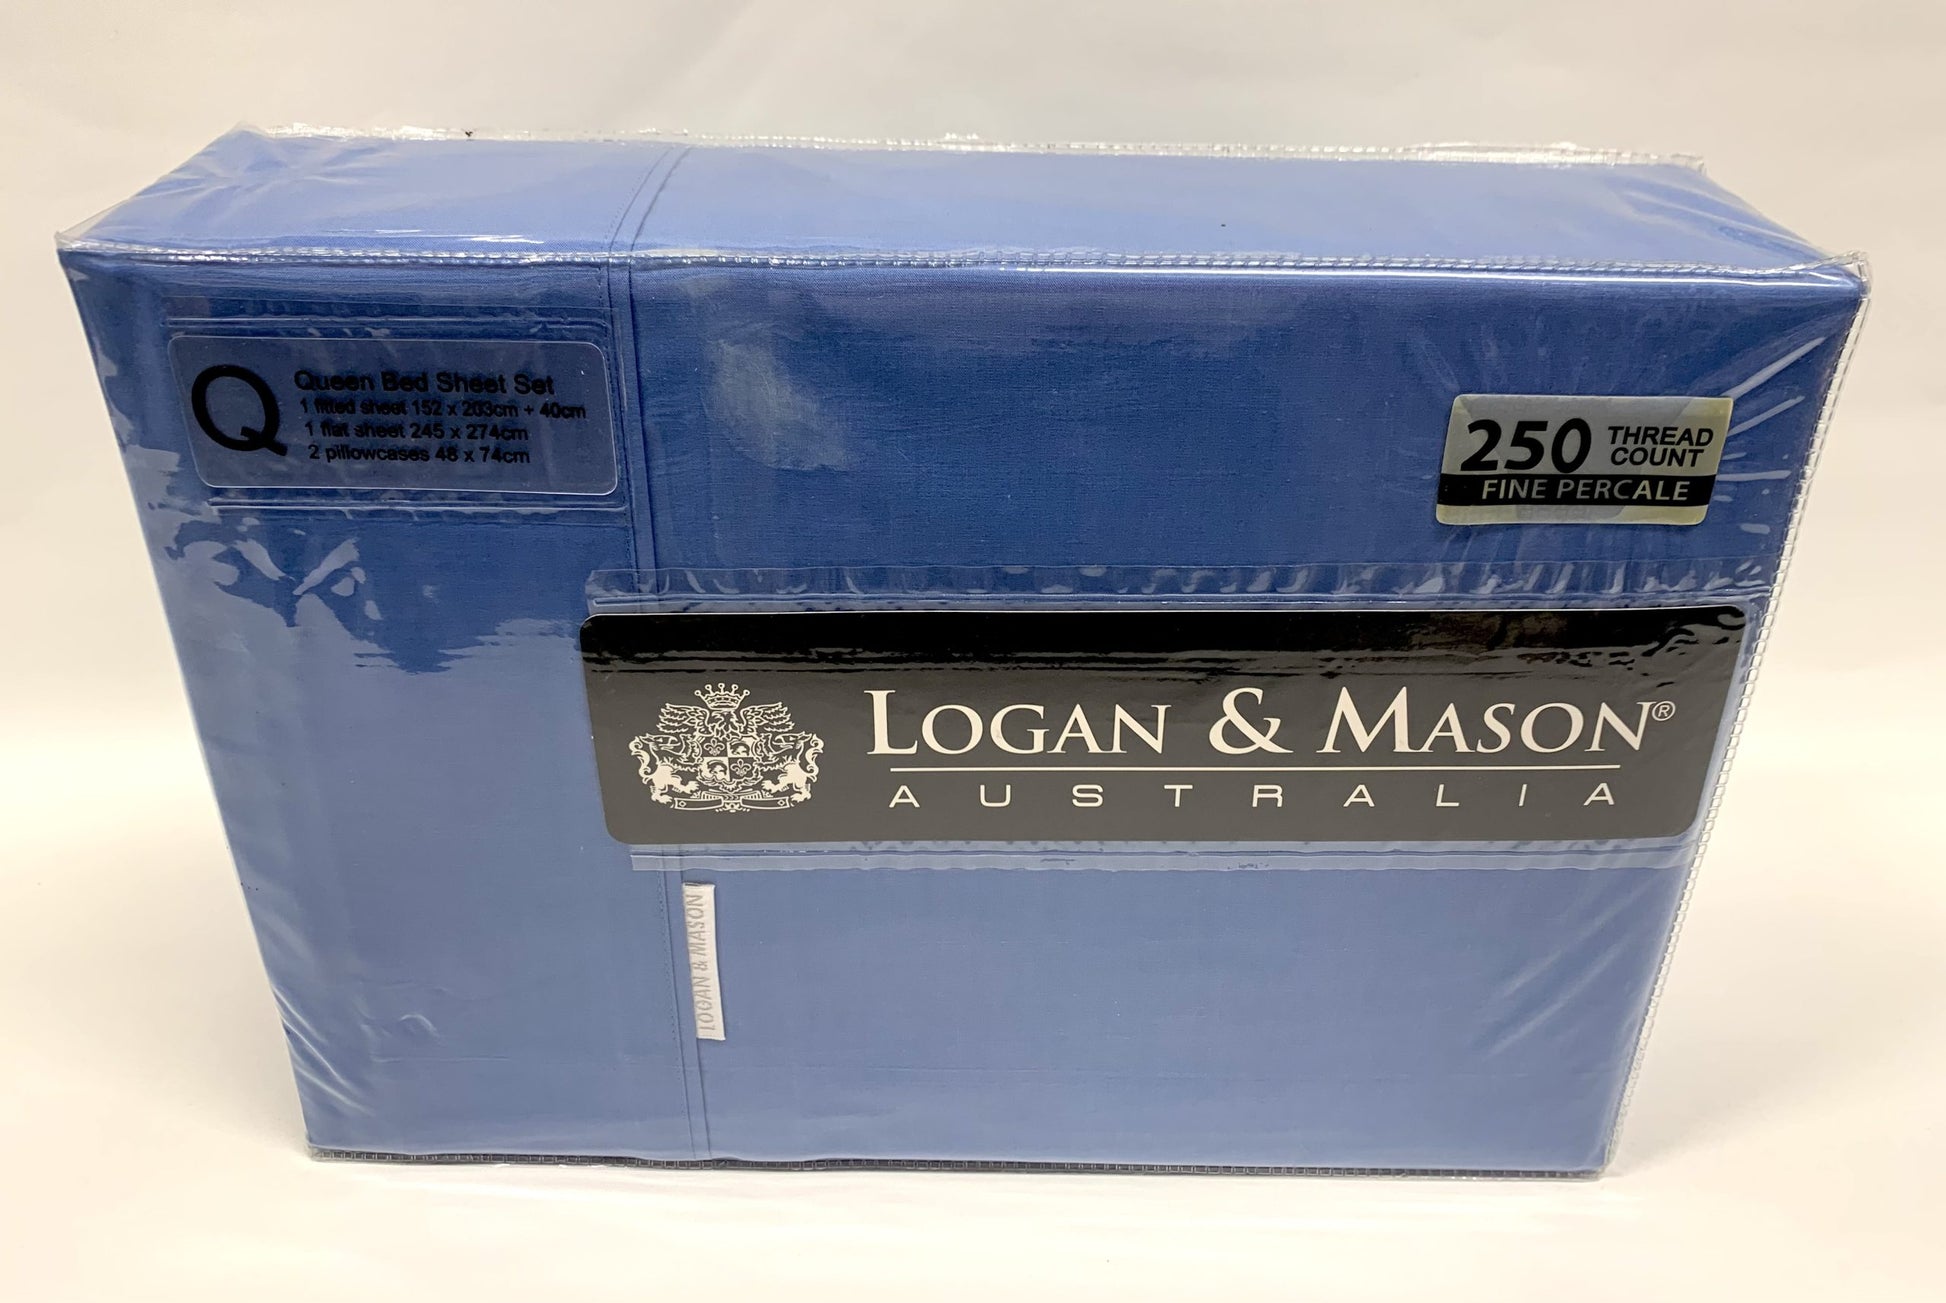 Q
Queen Bed Sheet Set
1 fitted sheet 152 x 203cm + 40cm
1 flat sheet 245 x 274cm
2 pillowcases 48 x 74cm
250 THREAD COUNT
FINE PERCALE
LOGAN & MASON®
AUSTRALIA
LOGAN & MASON